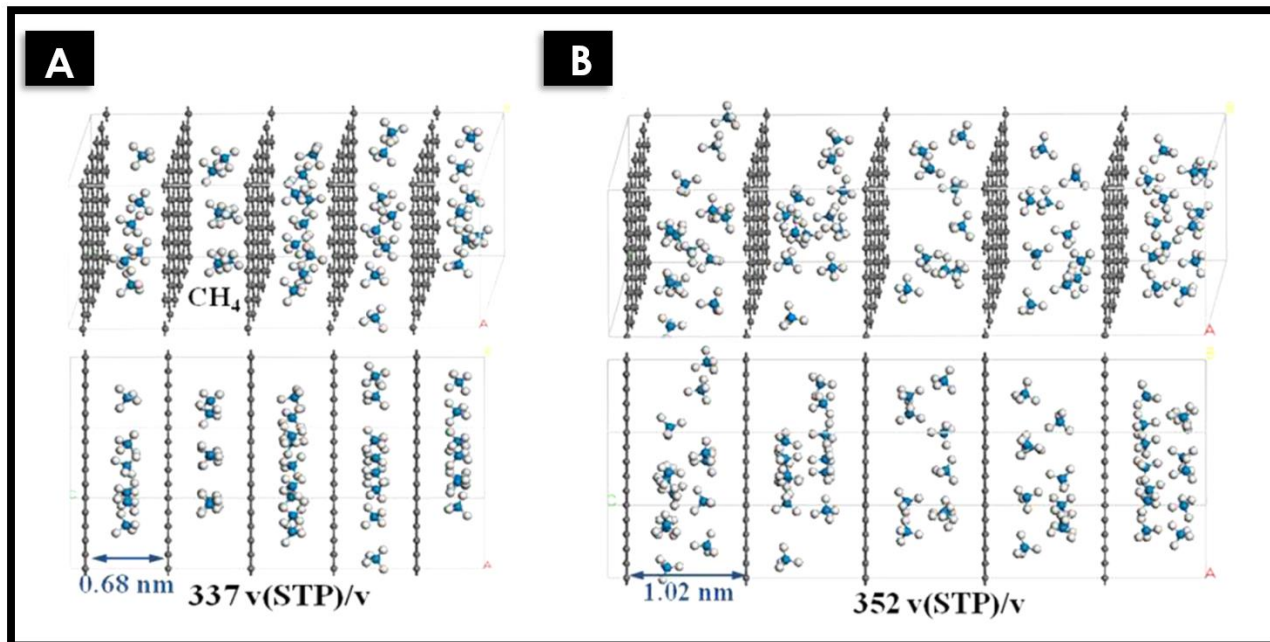 A
B
CH₄
A
A
A
B
A
0.68 nm
337 v(STP)/v
1.02 nm
352 v(STP)/v